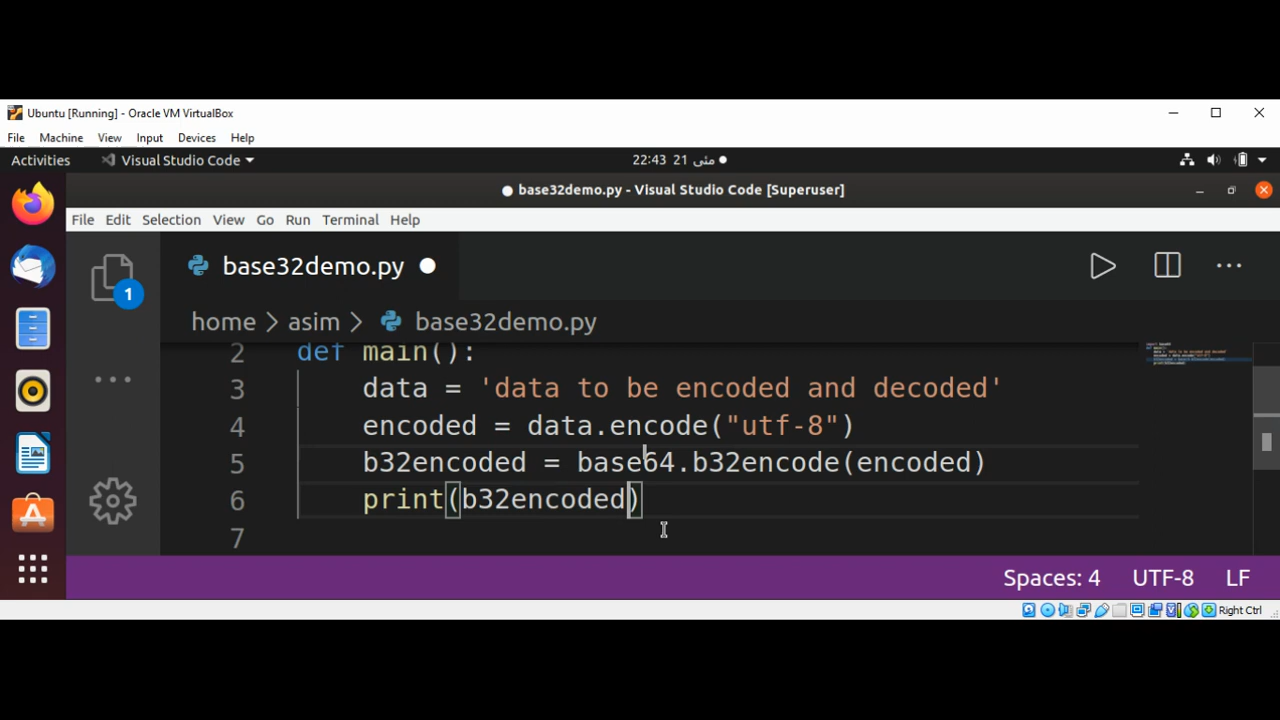 Ubuntu [Running] - Oracle VM VirtualBox
File Machine View Input Devices Help
Activities Visual Studio Code 22:43 21 مئی
base32demo.py - Visual Studio Code [Superuser]
File Edit Selection View Go Run Terminal Help
base32demo.py
1
home > asim > base32demo.py
2 def main():
3 data = 'data to be encoded and decoded'
4 encoded = data.encode("utf-8")
5 b32encoded = base64.b32encode(encoded)
6 print(b32encoded)
7
Spaces: 4 UTF-8 LF
Right Ctrl